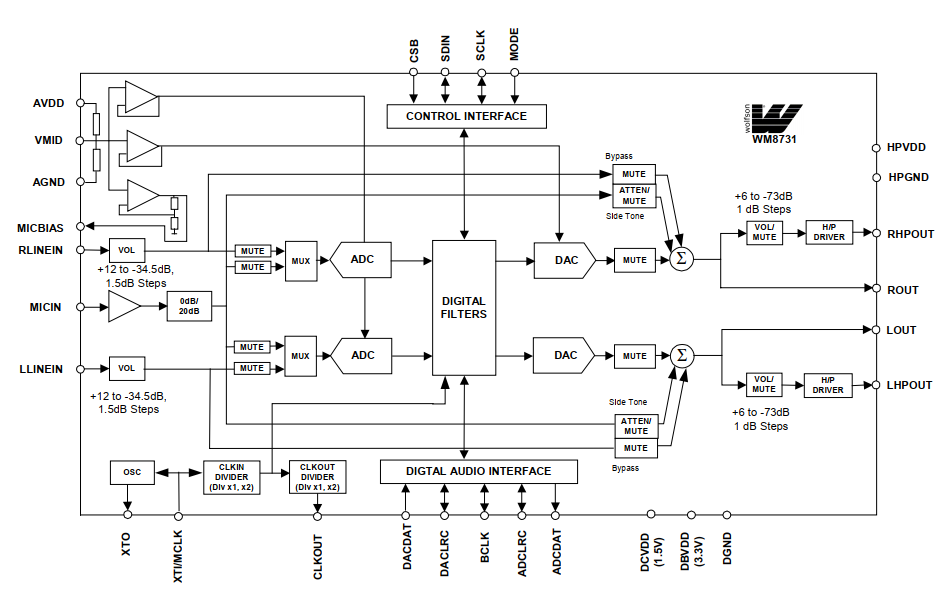 CSB
SDIN
SCLK
MODE
AVDD
VMID
AGND
MICBIAS
RLINEIN
MICIN
LLINEIN
CONTROL INTERFACE
wolfson
WM8731
HPVDD
HPGND
RHPOUT
ROUT
LOUT
LHPOUT
Bypass
MUTE
ATTEN/
MUTE
Side Tone
+6 to -73dB
1 dB Steps
VOL/
MUTE
H/P
DRIVER
VOL
+12 to -34.5dB,
1.5dB Steps
MUTE
MUTE
MUX
ADC
DIGITAL
FILTERS
DAC
MUTE
Σ
0dB/
20dB
MUTE
MUTE
MUX
ADC
DAC
MUTE
Σ
VOL
+12 to -34.5dB,
1.5dB Steps
VOL/
MUTE
H/P
DRIVER
+6 to -73dB
1 dB Steps
Side Tone
ATTEN/
MUTE
MUTE
Bypass
OSC
CLKIN
DIVIDER
(Div x1, x2)
CLKOUT
DIVIDER
(Div x1, x2)
DIGTAL AUDIO INTERFACE
XTO
XTI/MCLK
CLKOUT
DACDAT
DACLRC
BCLK
ADCLRC
ADCDAT
DCVDD
(1.5V)
DBVDD
(3.3V)
DGND